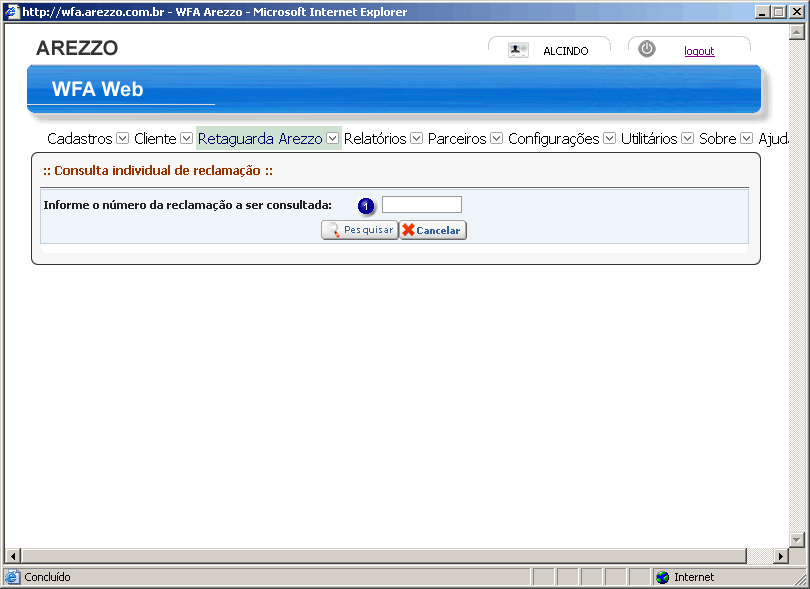 http://wfa.arezzo.com.br - WFA Arezzo - Microsoft Internet Explorer
AREZZO
ALCINDO
logout
WFA Web
Cadastros Cliente Retaguarda Arezzo Relatórios Parceiros Configurações Utilitários Sobre Ajuda
:: Consulta individual de reclamação ::
Informe o número da reclamação a ser consultada: 1
Pesquisar Cancelar
Concluído Internet